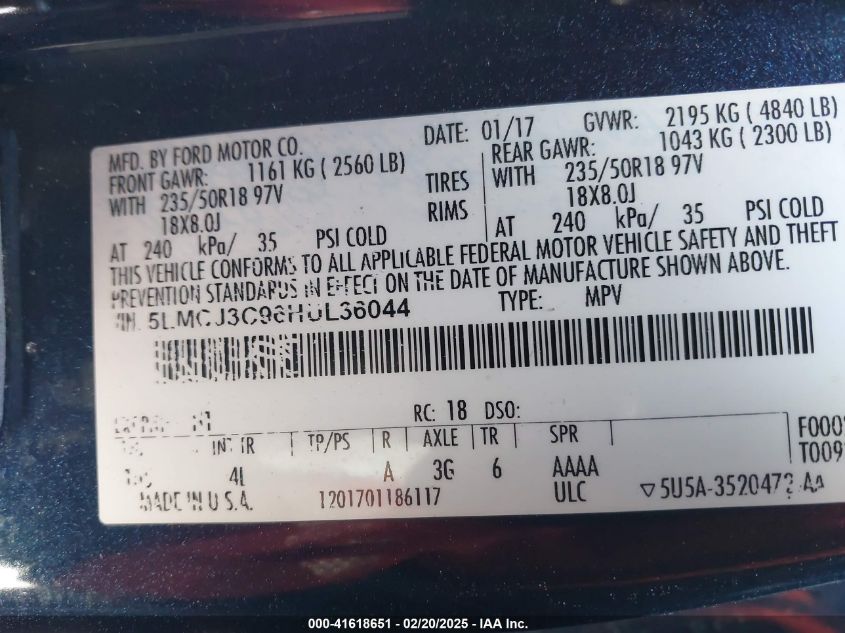 MFD. BY FORD MOTOR CO.
DATE: 01/17 GVWR: 2195 KG ( 4840 LB)
FRONT GAWR: 1161 KG ( 2560 LB)
REAR GAWR: 1043 KG ( 2300 LB)
WITH 235/50R18 97V TIRES WITH 235/50R18 97V
18X8.0J RIMS 18X8.0J
AT 240 kPa/ 35 PSI COLD AT 240 kPa/ 35 PSI COLD
THIS VEHICLE CONFORMS TO ALL APPLICABLE FEDERAL MOTOR VEHICLE SAFETY AND THEFT
PREVENTION STANDARDS IN EFFECT ON THE DATE OF MANUFACTURE SHOWN ABOVE.
5LMCJ3C96HUL36044 TYPE: MPV
RC: 18 DSO:
INT TR TP/PS R AXLE TR SPR
4L A 3G 6 AAAA
MADE IN U.S.A. 1201701186117 ULC ▽5U5A-3520472-AA
000-41618651 - 02/20/2025 - IAA Inc.